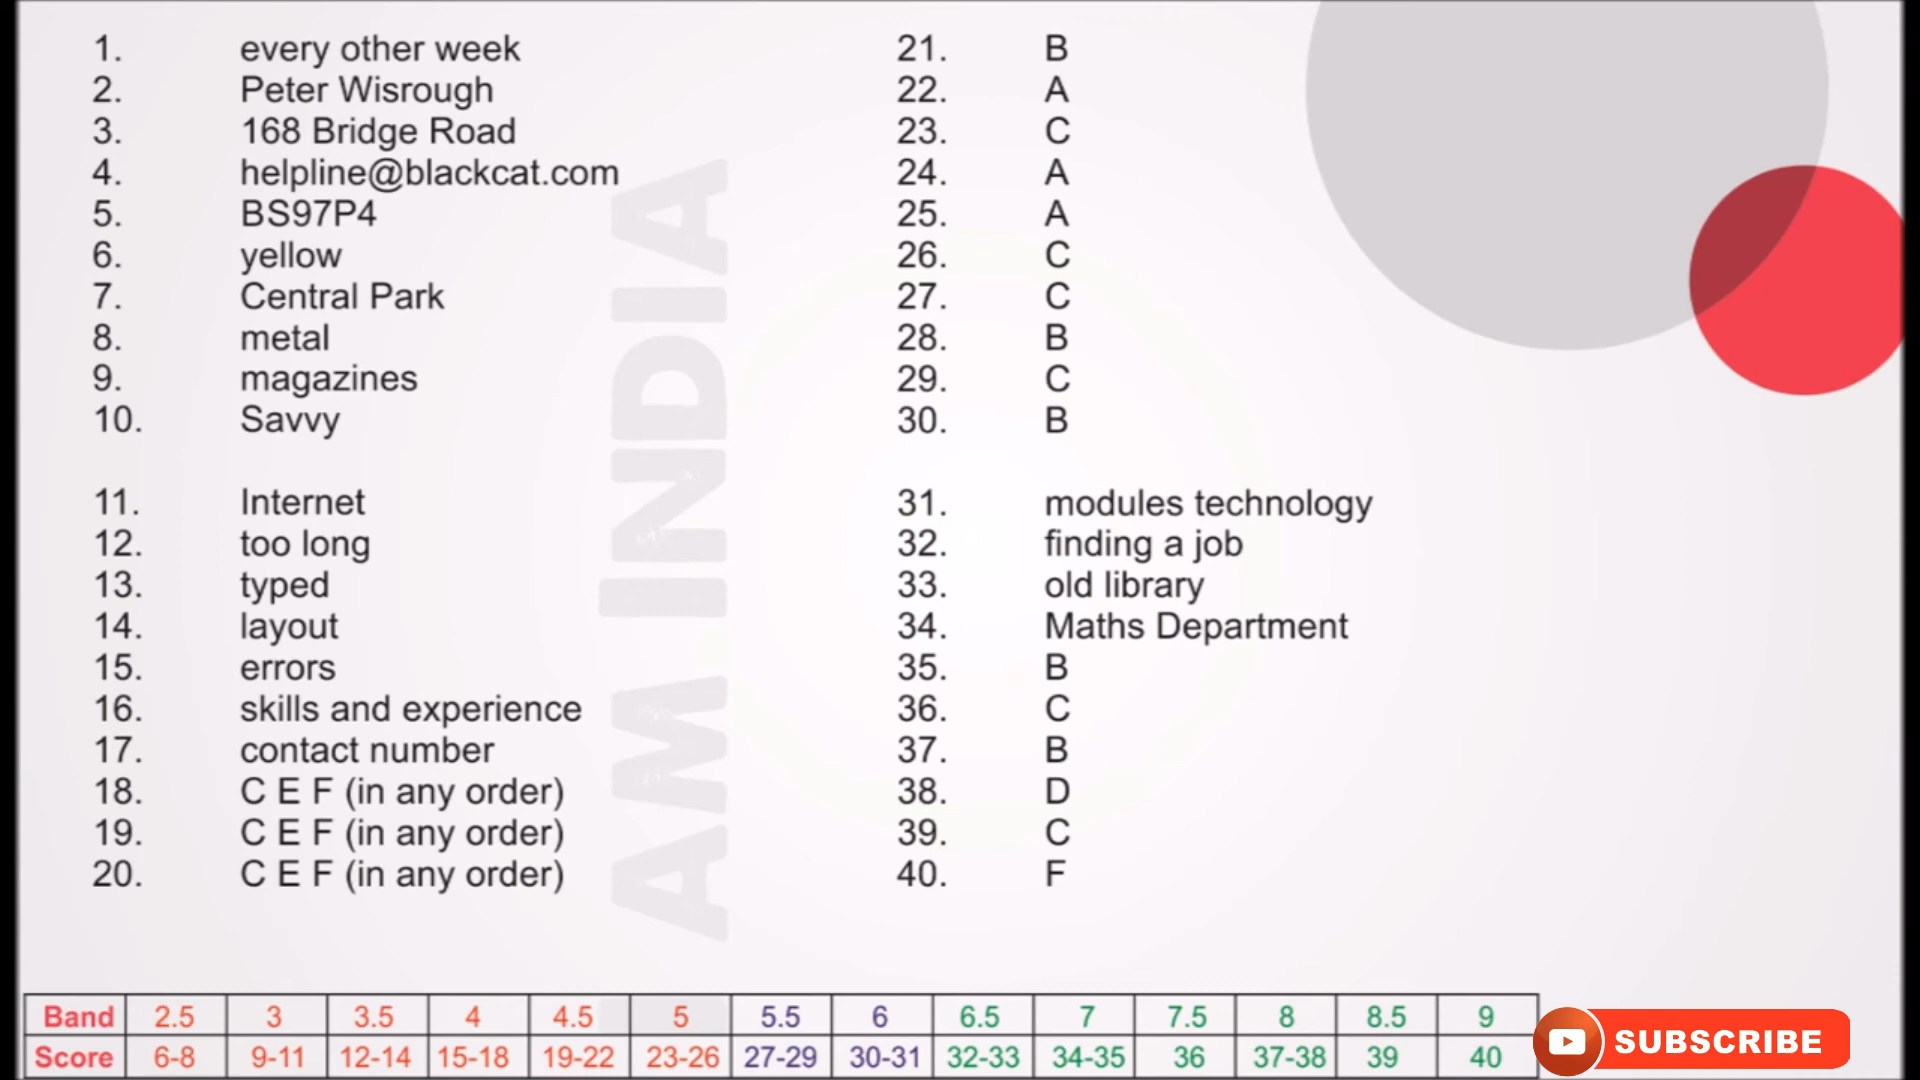 1. every other week
2. Peter Wisrough
3. 168 Bridge Road
4. helpline@blackcat.com
5. BS97P4
6. yellow
7. Central Park
8. metal
9. magazines
10. Savvy
11. Internet
12. too long
13. typed
14. layout
15. errors
16. skills and experience
17. contact number
18. C E F (in any order)
19. C E F (in any order)
20. C E F (in any order)
21. B
22. A
23. C
24. A
25. A
26. C
27. C
28. B
29. C
30. B
31. modules technology
32. finding a job
33. old library
34. Maths Department
35. B
36. C
37. B
38. D
39. C
40. F
AM INDIA
Band 2.5 3 3.5 4 4.5 5 5.5 6 6.5 7 7.5 8 8.5 9
Score 6-8 9-11 12-14 15-18 19-22 23-26 27-29 30-31 32-33 34-35 36 37-38 39 40
SUBSCRIBE